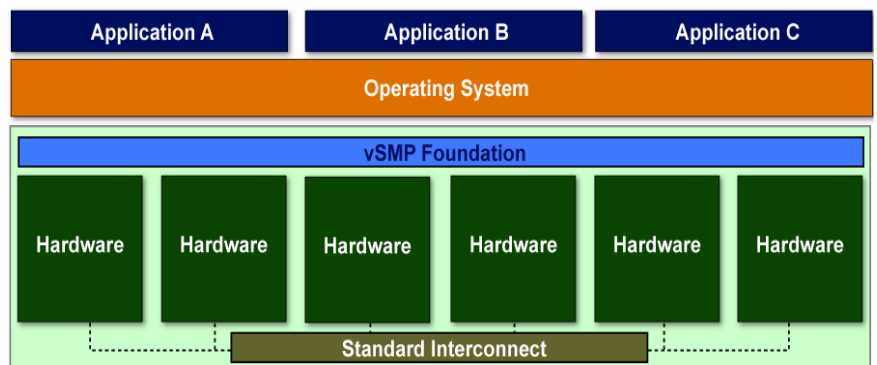 Application A
Application B
Application C
Operating System
vSMP Foundation
Hardware
Hardware
Hardware
Hardware
Hardware
Hardware
Standard Interconnect